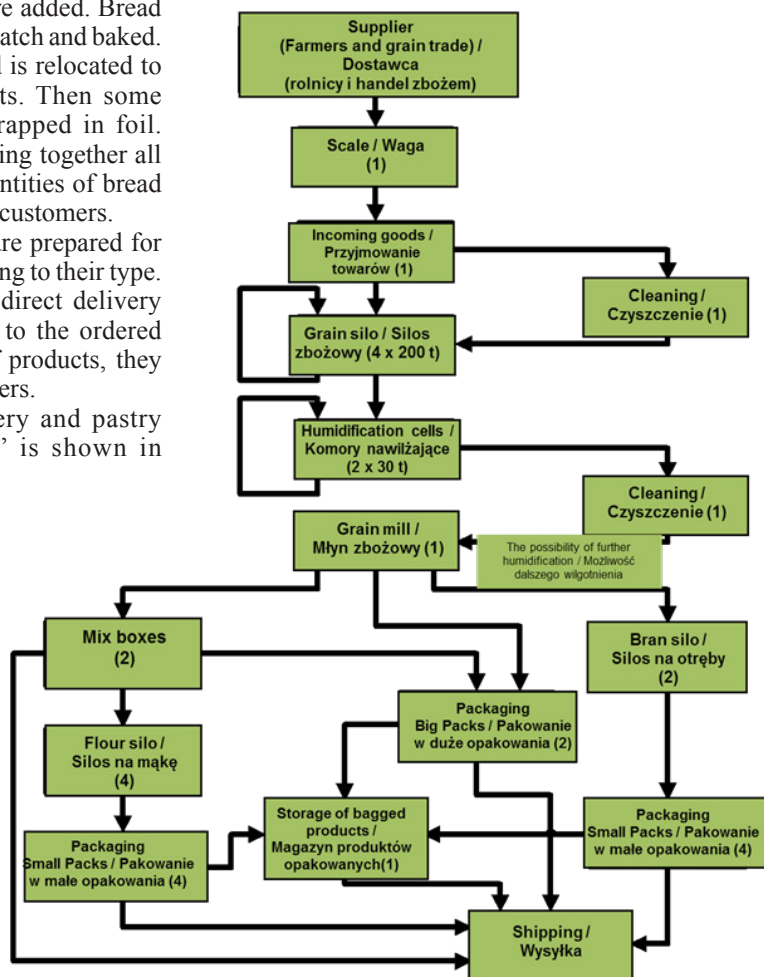 re added. Bread
atch and baked.
l is relocated to
ts. Then some
rapped in foil.
ing together all
ntities of bread
customers.
are prepared for
ing to their type.
direct delivery
to the ordered
f products, they
ers.
ery and pastry
” is shown in
Supplier
(Farmers and grain trade) /
Dostawca
(rolnicy i handel zbożem)
Scale / Waga
(1)
Incoming goods /
Przyjmowanie
towarów (1)
Cleaning /
Czyszczenie (1)
Grain silo / Silos
zbożowy (4 x 200 t)
Humidification cells /
Komory nawilżające
(2 x 30 t)
Cleaning /
Czyszczenie (1)
Grain mill /
Młyn zbożowy (1)
The possibility of further
humidification / Możliwość
dalszego wilgotnienia
Mix boxes
(2)
Bran silo /
Silos na otręby
(2)
Packaging
Big Packs / Pakowanie
w duże opakowania (2)
Flour silo /
Silos na mąkę
(4)
Storage of bagged
products /
Magazyn produktów
opakowanych(1)
Packaging
Small Packs / Pakowanie
w małe opakowania (4)
Packaging
Small Packs / Pakowanie
w małe opakowania (4)
Shipping /
Wysyłka